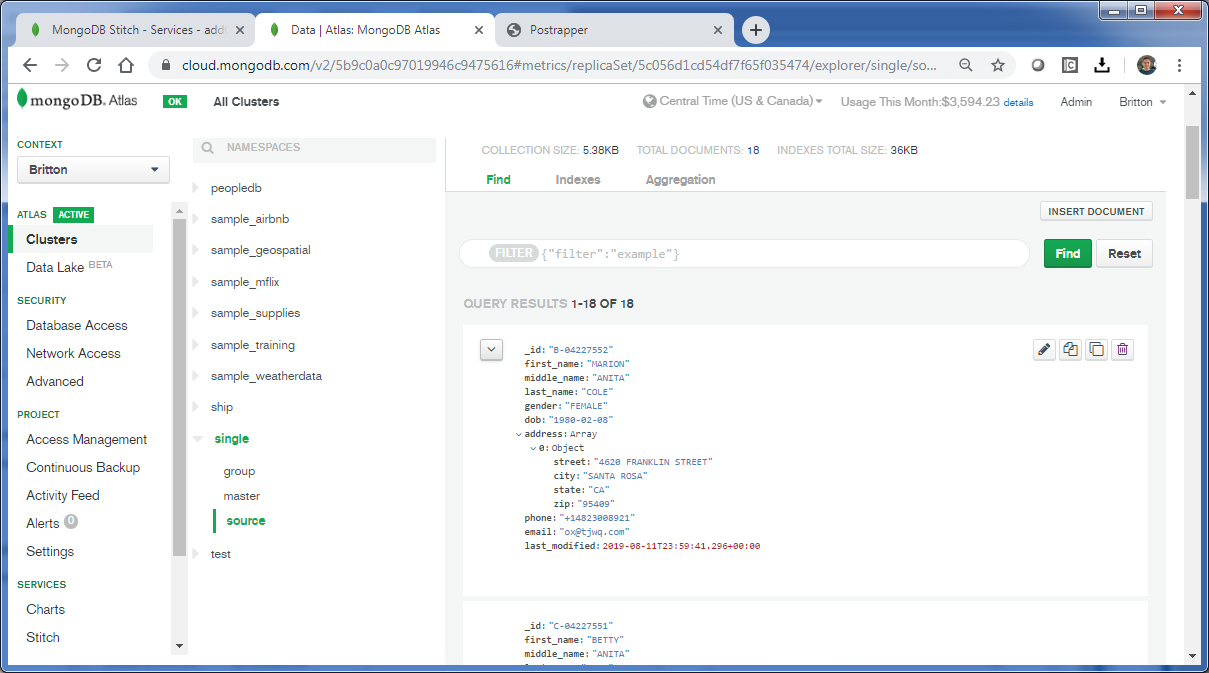 MongoDB Stitch - Services - add
Data | Atlas: MongoDB Atlas
Postrapper
cloud.mongodb.com/v2/5b9c0a0c97019946c9475616#metrics/replicaSet/5c056d1cd54df7f65f035474/explorer/single/so...
mongoDB. Atlas
OK
All Clusters
Central Time (US & Canada)
Usage This Month:$3,594.23 details
Admin
Britton
CONTEXT
Britton
ATLAS ACTIVE
Clusters
Data Lake BETA
SECURITY
Database Access
Network Access
Advanced
PROJECT
Access Management
Continuous Backup
Activity Feed
Alerts 0
Settings
SERVICES
Charts
Stitch
NAMESPACES
peopledb
sample_airbnb
sample_geospatial
sample_mflix
sample_supplies
sample_training
sample_weatherdata
ship
single
group
master
source
test
COLLECTION SIZE: 5.38KB TOTAL DOCUMENTS: 18 INDEXES TOTAL SIZE: 36KB
Find Indexes Aggregation
INSERT DOCUMENT
FILTER {"filter":"example"}
Find
Reset
QUERY RESULTS 1-18 OF 18
_id: "B-04227552"
first_name: "MARION"
middle_name: "ANITA"
last_name: "COLE"
gender: "FEMALE"
dob: "1980-02-08"
address: Array
0: Object
street: "4620 FRANKLIN STREET"
city: "SANTA ROSA"
state: "CA"
zip: "95409"
phone: "+14823008921"
email: "ox@tjwq.com"
last_modified: 2019-08-11T23:59:41.296+00:00
_id: "C-04227551"
first_name: "BETTY"
middle_name: "ANITA"